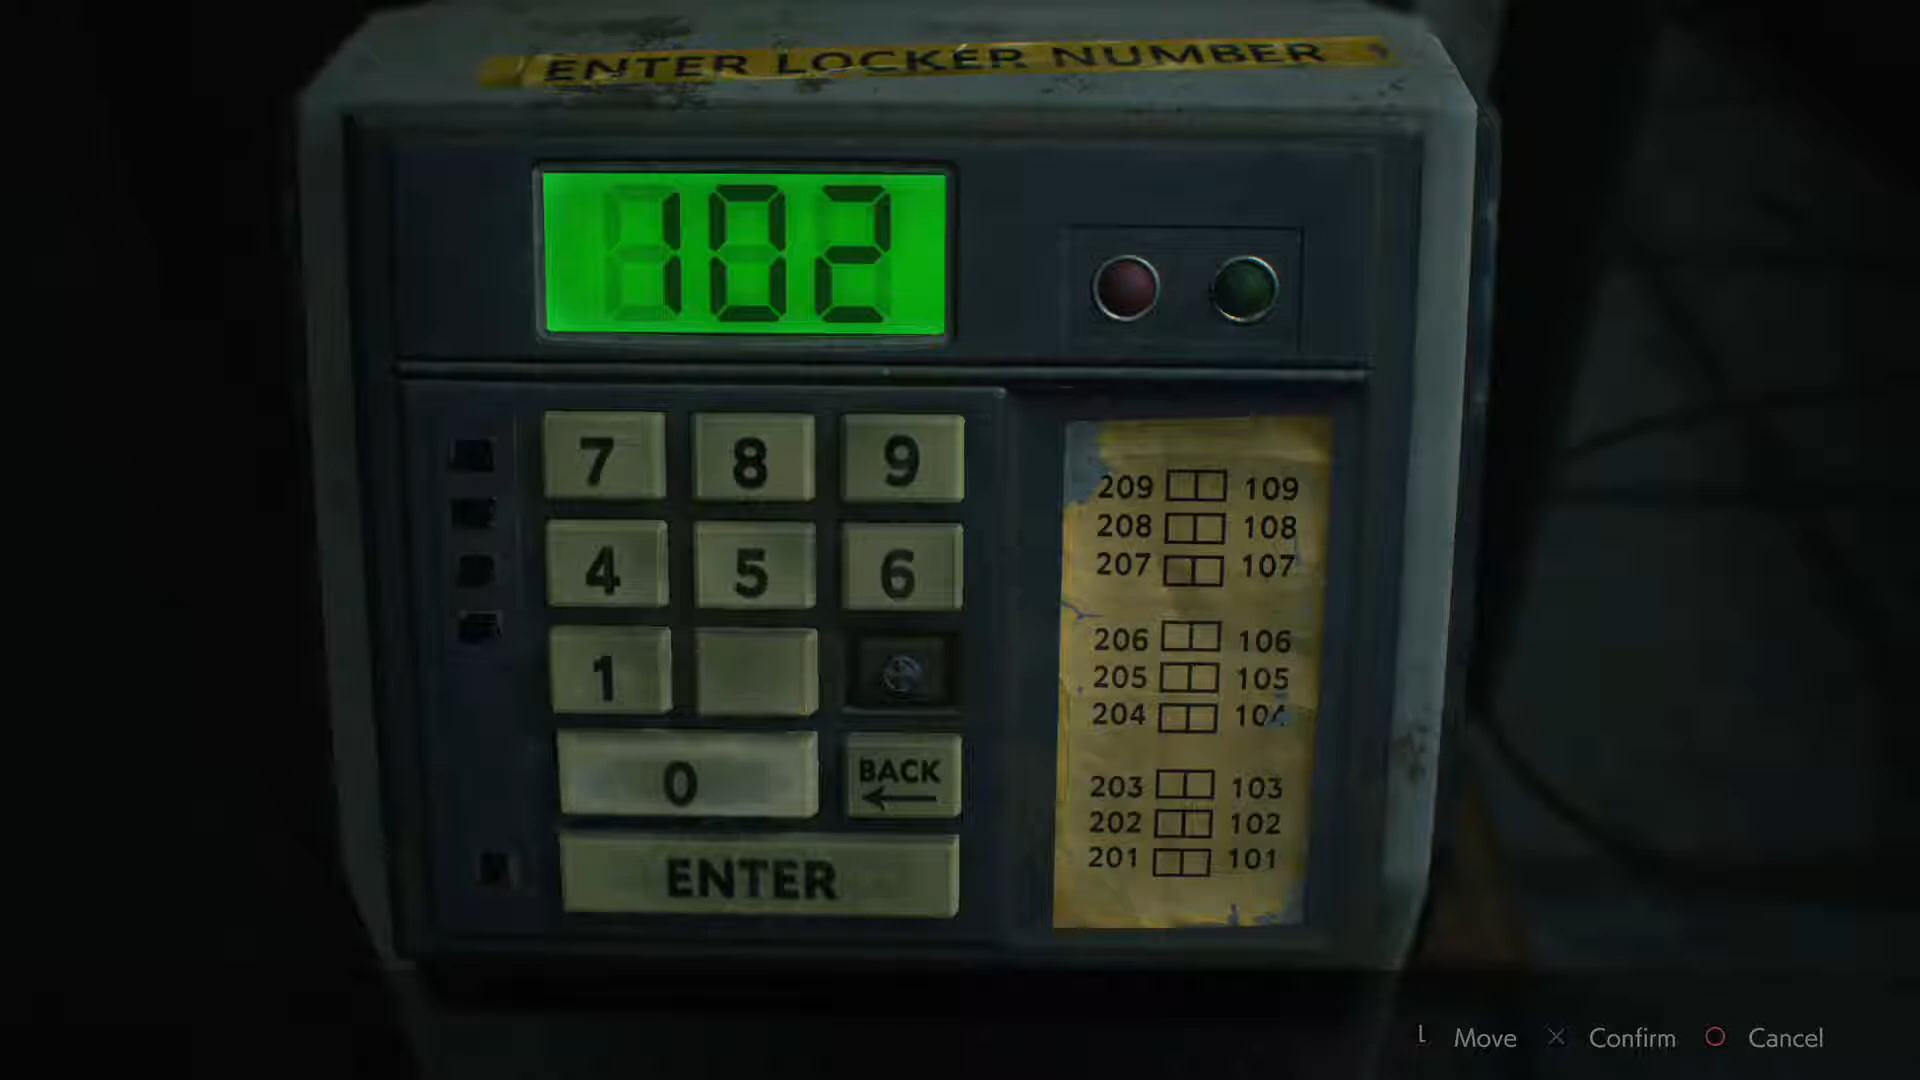 ENTER LOCKER NUMBER
102
7 8 9
4 5 6
1
0 BACK
ENTER
209 109
208 108
207 107
206 106
205 105
204 104
203 103
202 102
201 101
L Move X Confirm O Cancel